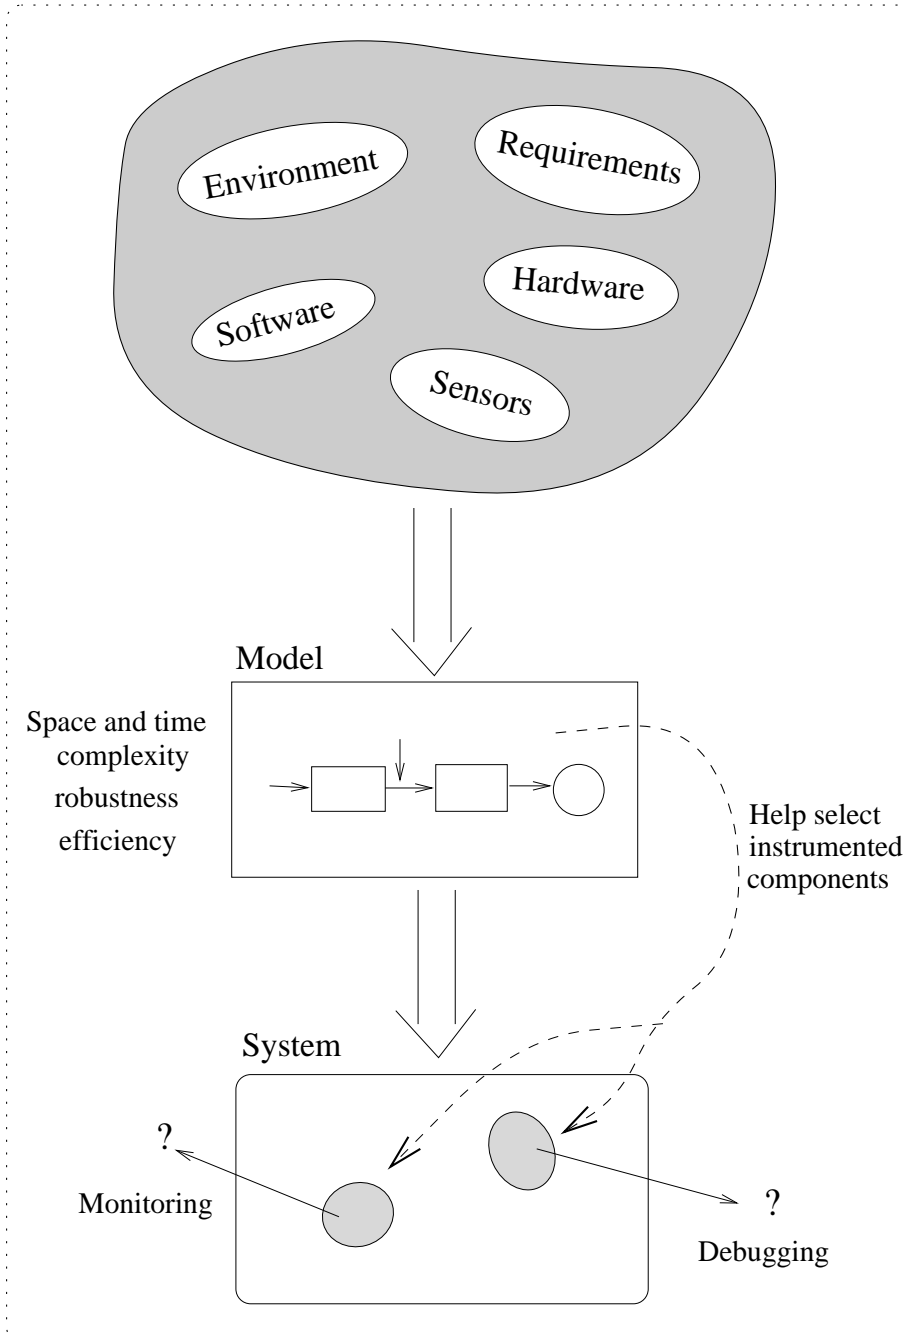 Environment
Requirements
Hardware
Software
Sensors
Model
Space and time
complexity
robustness
efficiency
Help select
instrumented
components
System
?
Monitoring
?
Debugging